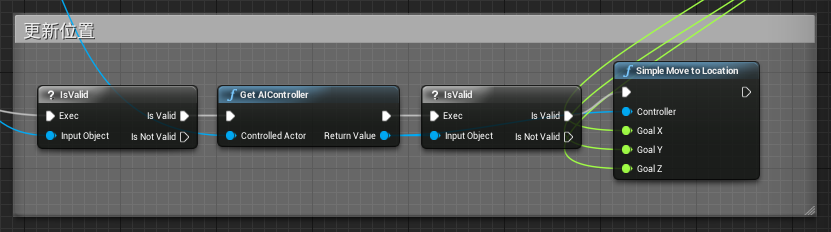 更新位置
? IsValid
Exec
Is Valid
Input Object
Is Not Valid
f Get AIController
Controlled Actor
Return Value
? IsValid
Exec
Is Valid
Input Object
Is Not Valid
f Simple Move to Location
Controller
Goal X
Goal Y
Goal Z